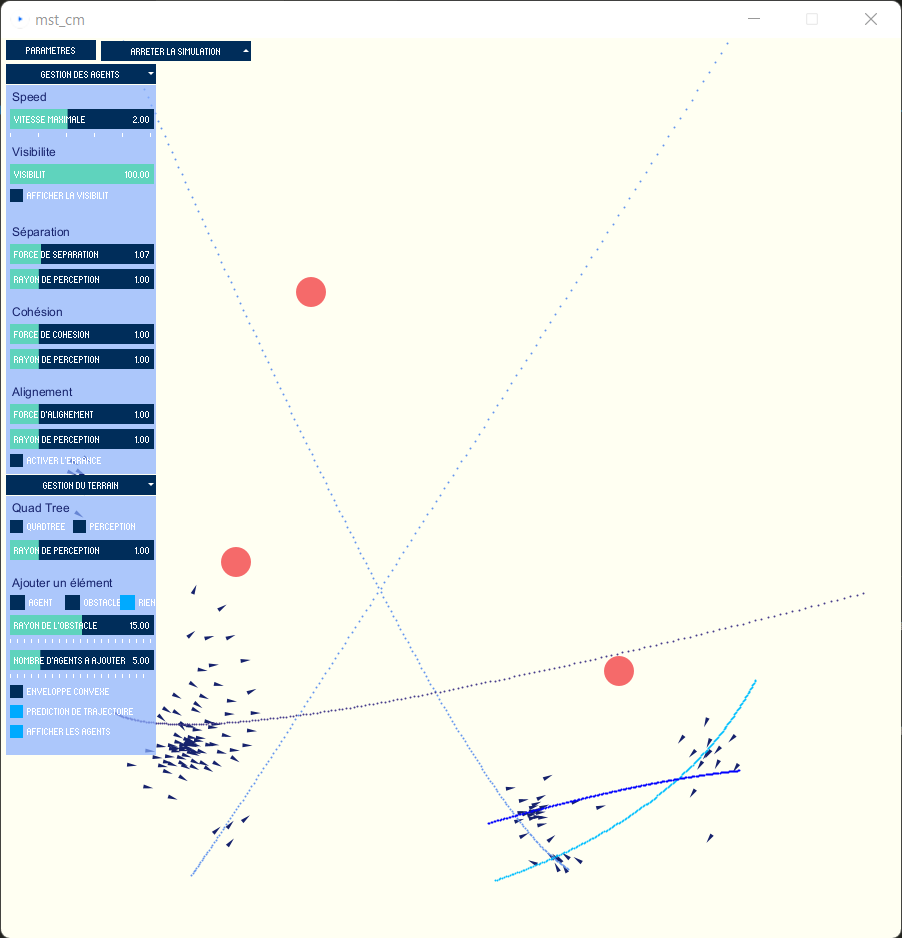 mst_cm
PARAMETRES
ARRETER LA SIMULATION
GESTION DES AGENTS
Speed
VITESSE MAXIMALE 2.00
Visibilite
VISIBILIT 100.00
AFFICHER LA VISIBILIT
Séparation
FORCE DE SEPARATION 1.07
RAYON DE PERCEPTION 1.00
Cohésion
FORCE DE COHESION 1.00
RAYON DE PERCEPTION 1.00
Alignement
FORCE D'ALIGNEMENT 1.00
RAYON DE PERCEPTION 1.00
ACTIVER L'ERRANCE
GESTION DU TERRAIN
Quad Tree
QUADTREE PERCEPTION
RAYON DE PERCEPTION 1.00
Ajouter un élément
AGENT OBSTACLE RIEN
RAYON DE L'OBSTACLE 15.00
NOMBRE D'AGENTS A AJOUTER 5.00
ENVELOPPE CONVEXE
PREDICTION DE TRAJECTOIRE
AFFICHER LES AGENTS